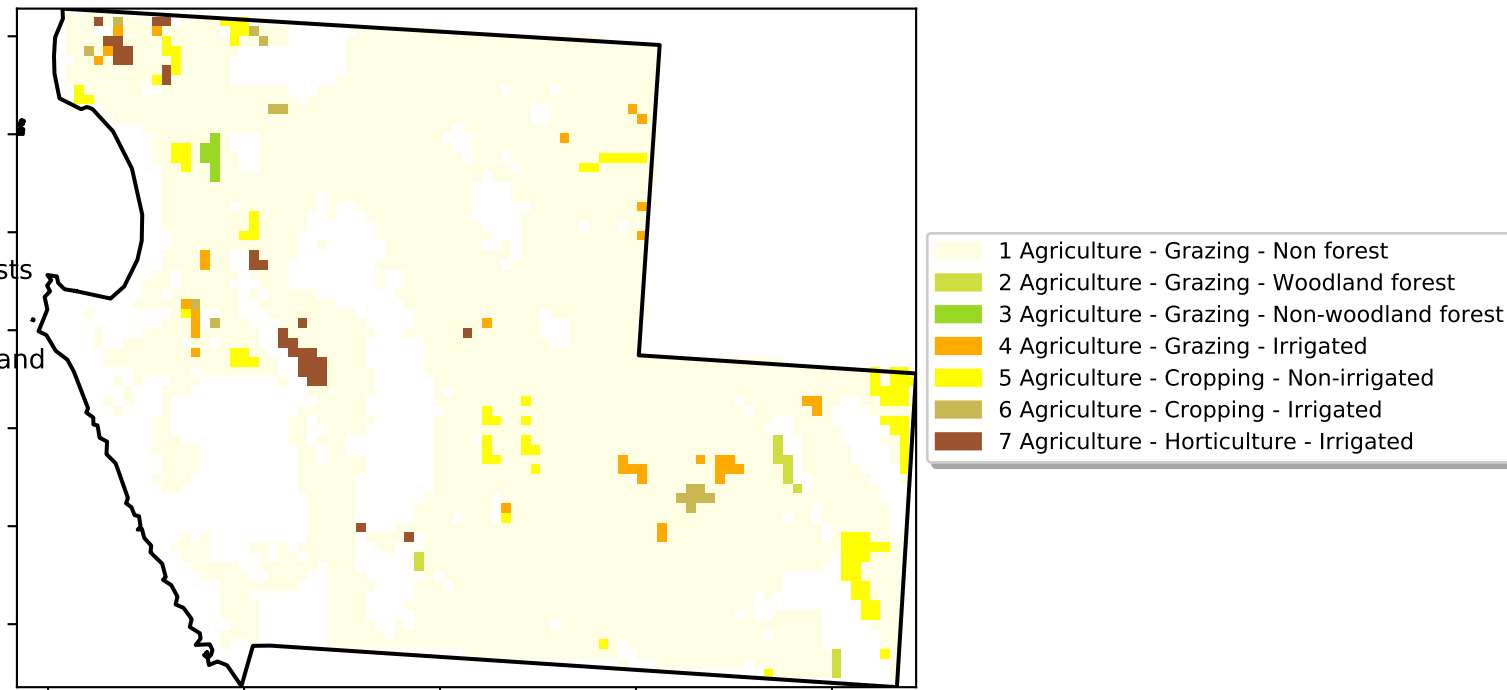 sts
and
1 Agriculture - Grazing - Non forest
2 Agriculture - Grazing - Woodland forest
3 Agriculture - Grazing - Non-woodland forest
4 Agriculture - Grazing - Irrigated
5 Agriculture - Cropping - Non-irrigated
6 Agriculture - Cropping - Irrigated
7 Agriculture - Horticulture - Irrigated